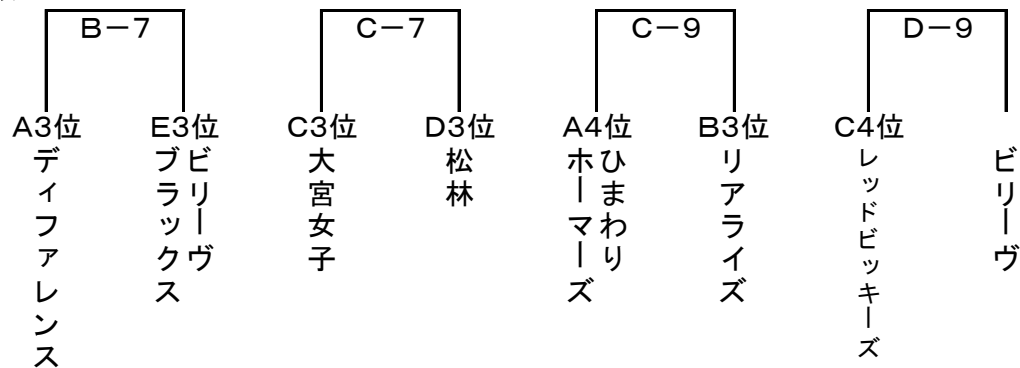 B－7
C－7
C－9
D－9
A3位
E3位
C3位
D3位
A4位
B3位
C4位
ディファレンス
ビリーヴ
ブラックス
大宮女子
松林
ひまわり
ホーマーズ
リアライズ
レッドビッキーズ
ビリーヴ